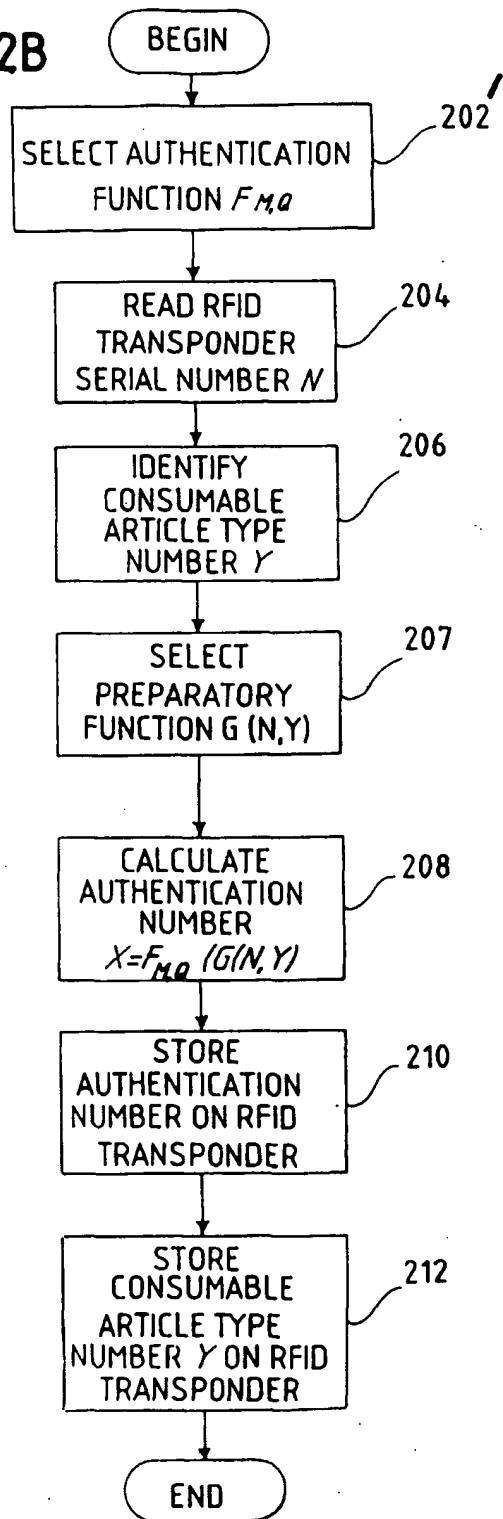 2B
BEGIN
202'
SELECT AUTHENTICATION
FUNCTION F M,Q
204
READ RFID
TRANSPONDER
SERIAL NUMBER N
206
IDENTIFY
CONSUMABLE
ARTICLE TYPE
NUMBER Y
207
SELECT
PREPARATORY
FUNCTION G (N,Y)
208
CALCULATE
AUTHENTICATION
NUMBER
X=F M,Q (G(N,Y)
210
STORE
AUTHENTICATION
NUMBER ON RFID
TRANSPONDER
212
STORE
CONSUMABLE
ARTICLE TYPE
NUMBER Y ON RFID
TRANSPONDER
END